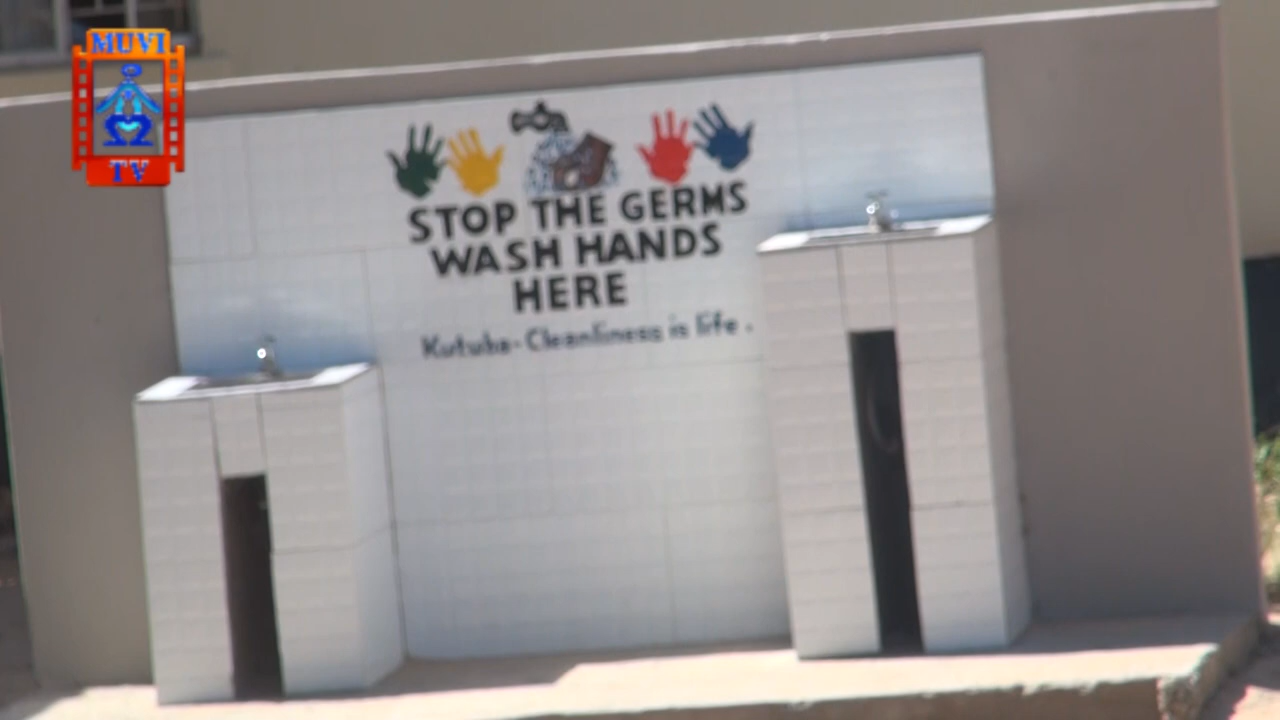 MUVI
TV
STOP THE GERMS
WASH HANDS
HERE
Kutuba - Cleanliness is life .